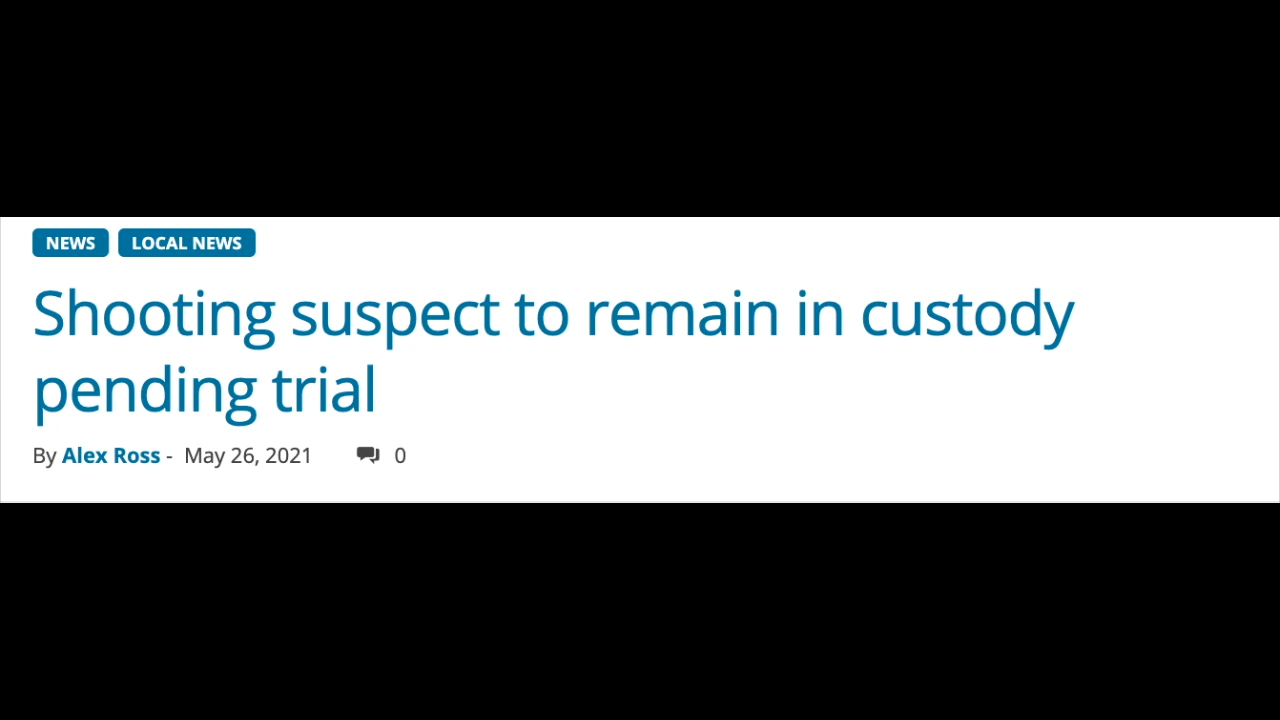 NEWS LOCAL NEWS
Shooting suspect to remain in custody
pending trial
By Alex Ross - May 26, 2021 0